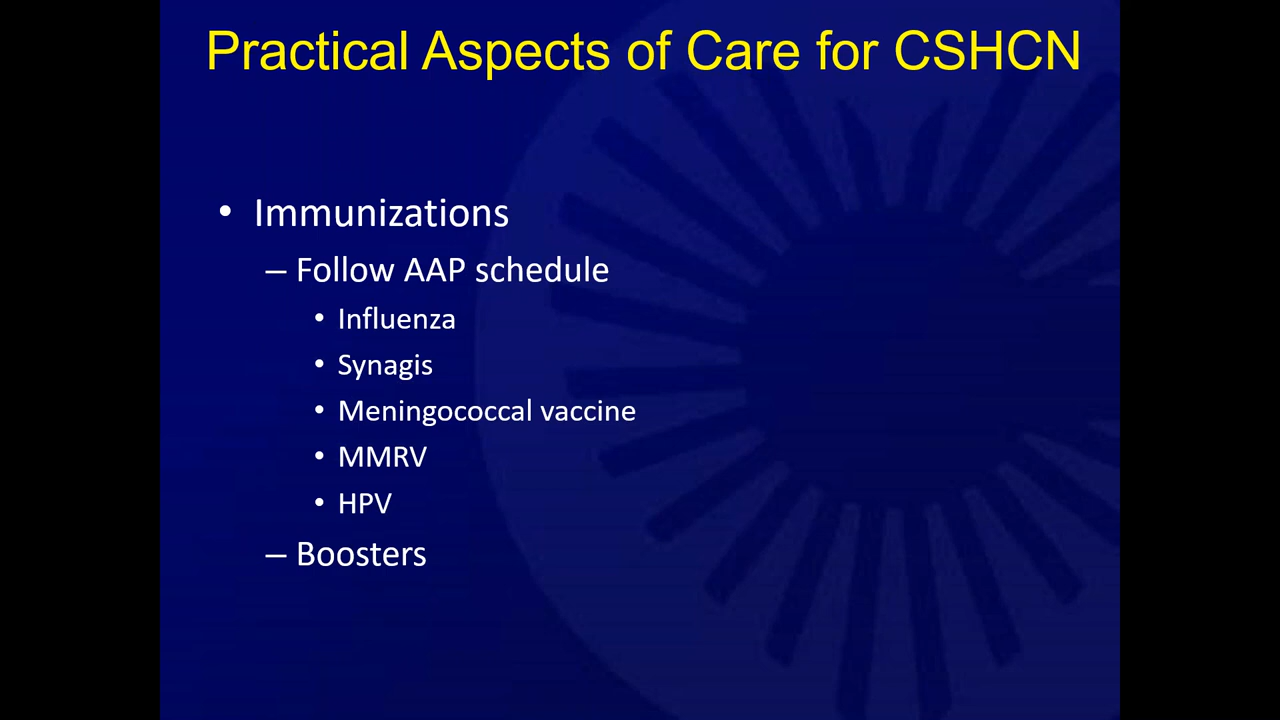 Practical Aspects of Care for CSHCN
• Immunizations
– Follow AAP schedule
• Influenza
• Synagis
• Meningococcal vaccine
• MMRV
• HPV
– Boosters